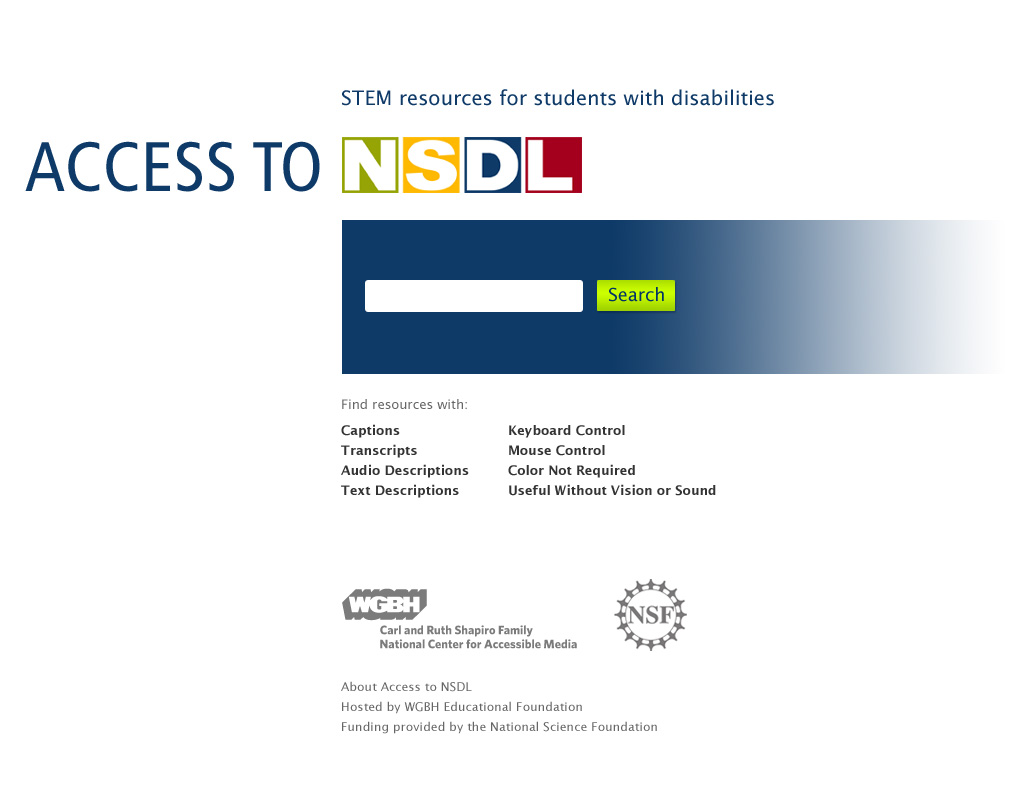 STEM resources for students with disabilities
ACCESS TO NSDL
Search
Find resources with:
Captions
Transcripts
Audio Descriptions
Text Descriptions
Keyboard Control
Mouse Control
Color Not Required
Useful Without Vision or Sound
WGBH
Carl and Ruth Shapiro Family
National Center for Accessible Media
NSF
About Access to NSDL
Hosted by WGBH Educational Foundation
Funding provided by the National Science Foundation